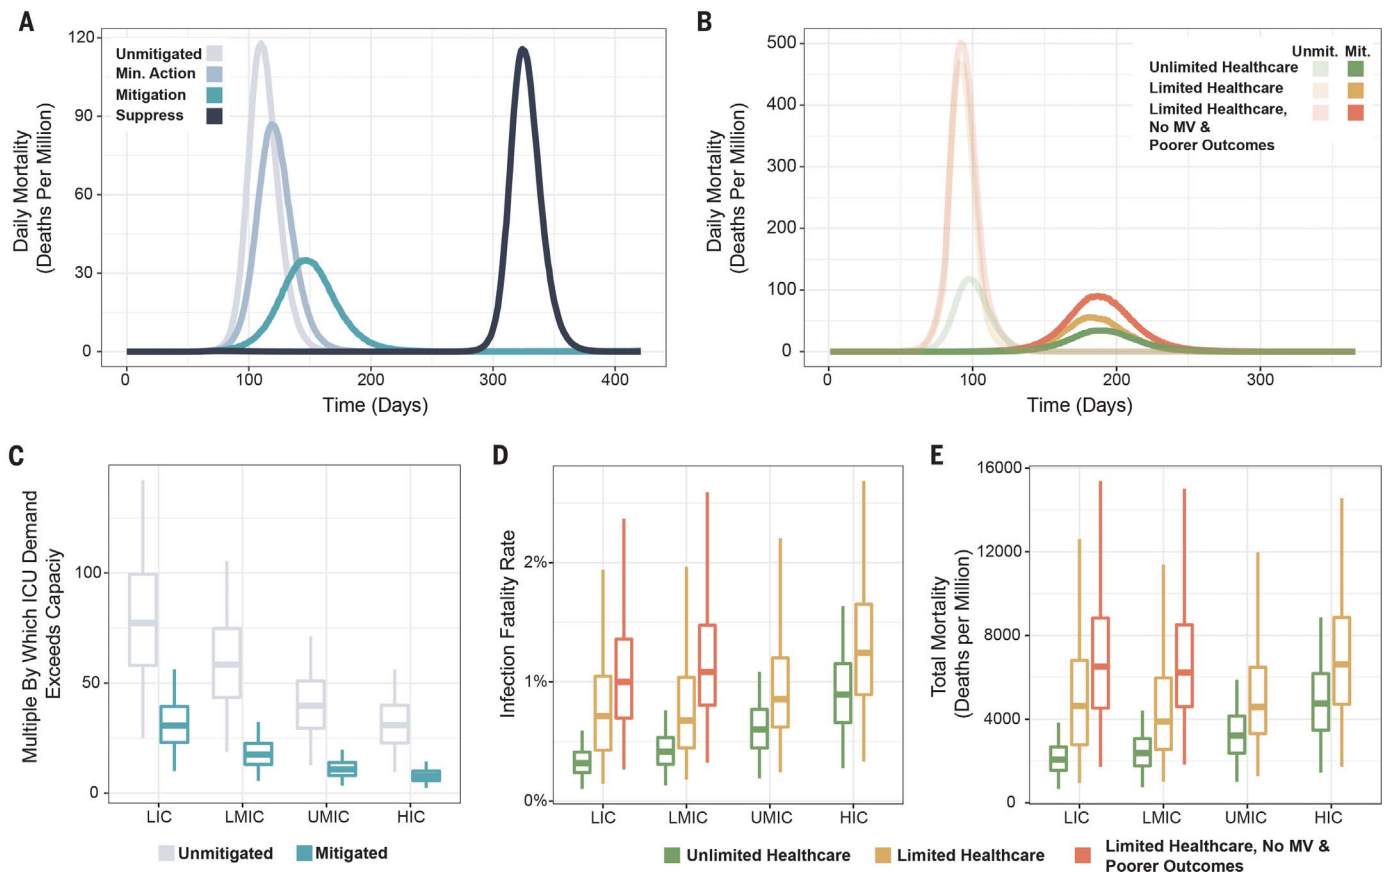 A
Daily Mortality
(Deaths Per Million)
120
90
60
30
0
Unmitigated
Min. Action
Mitigation
Suppress
0 100 200 300 400
Time (Days)
B
Daily Mortality
(Deaths Per Million)
500
400
300
200
100
0
Unmit. Mit.
Unlimited Healthcare
Limited Healthcare
Limited Healthcare,
No MV &
Poorer Outcomes
0 100 200 300
Time (Days)
C
Multiple By Which ICU Demand
Exceeds Capaciy
100
50
0
LIC LMIC UMIC HIC
Unmitigated Mitigated
D
Infection Fatality Rate
2%
1%
0%
LIC LMIC UMIC HIC
E
Total Mortality
(Deaths per Million)
16000
12000
8000
4000
0
LIC LMIC UMIC HIC
Unlimited Healthcare Limited Healthcare Limited Healthcare, No MV &
Poorer Outcomes